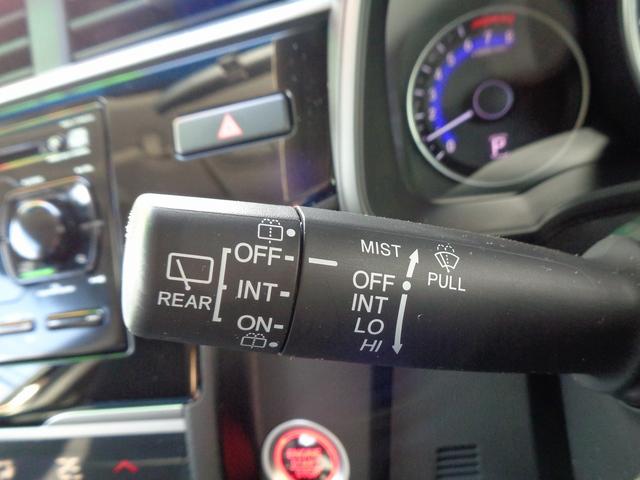 OFF
INT
ON
REAR
MIST
OFF
INT
LO
HI
PULL
P